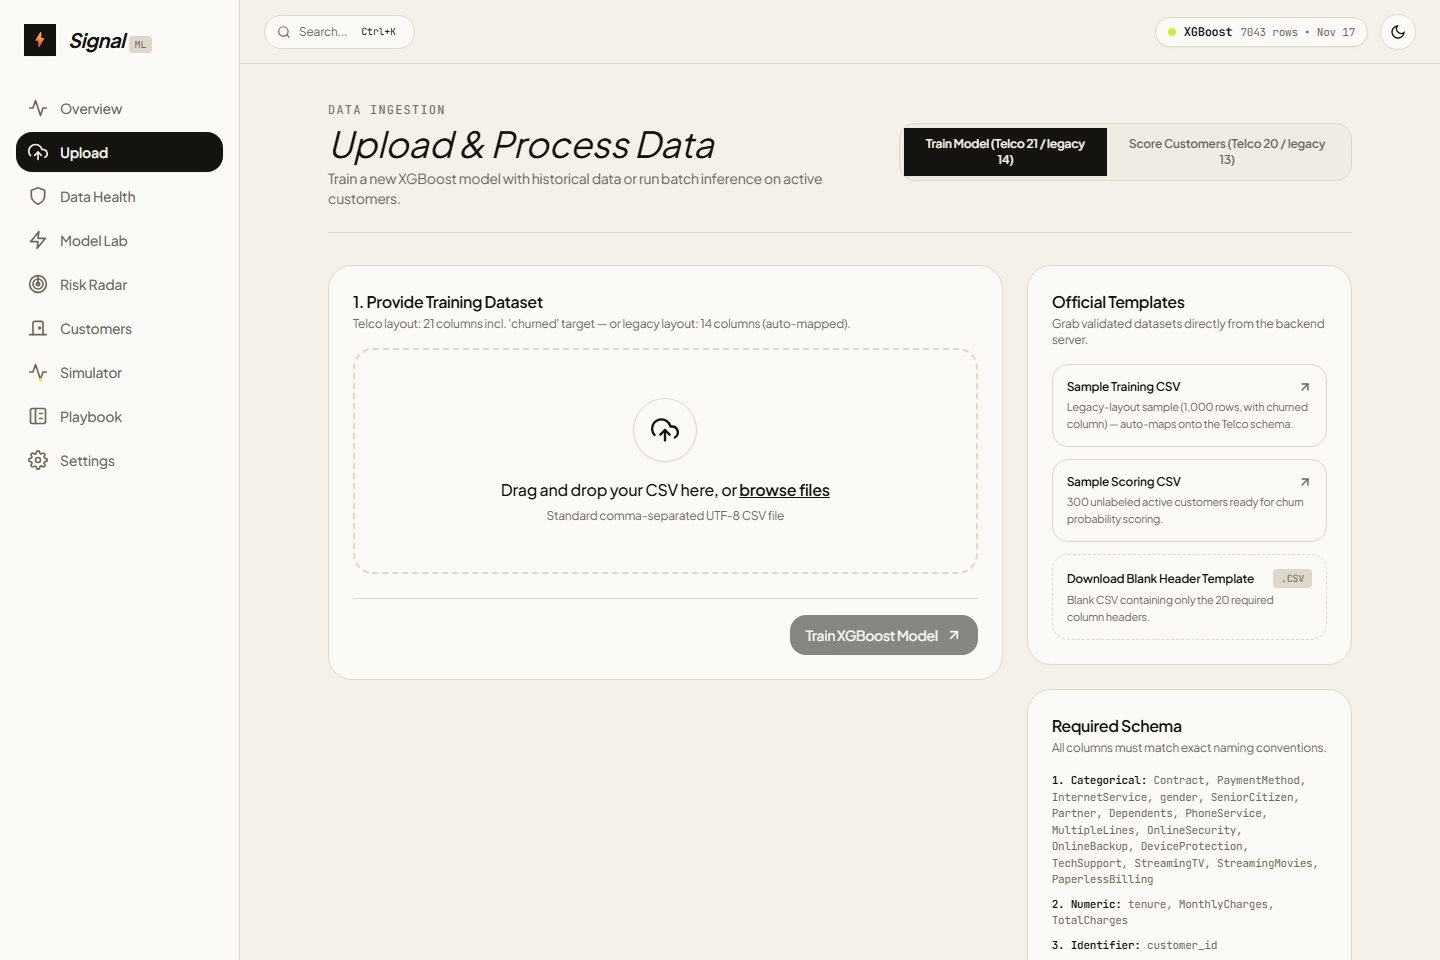 Signal ML
Search... Ctrl+K
XGBoost 7043 rows • Nov 17
Overview
Upload
Data Health
Model Lab
Risk Radar
Customers
Simulator
Playbook
Settings
DATA INGESTION
Upload & Process Data
Train a new XGBoost model with historical data or run batch inference on active
customers.
Train Model (Telco 21 / legacy
14)
Score Customers (Telco 20 / legacy
13)
1. Provide Training Dataset
Telco layout: 21 columns incl. 'churned' target — or legacy layout: 14 columns (auto-mapped).
Drag and drop your CSV here, or browse files
Standard comma-separated UTF-8 CSV file
Train XGBoost Model
Official Templates
Grab validated datasets directly from the backend
server.
Sample Training CSV
Legacy-layout sample (1,000 rows, with churned
column) — auto-maps onto the Telco schema.
Sample Scoring CSV
300 unlabeled active customers ready for churn
probability scoring.
Download Blank Header Template .CSV
Blank CSV containing only the 20 required
column headers.
Required Schema
All columns must match exact naming conventions.
1. Categorical: Contract, PaymentMethod,
InternetService, gender, SeniorCitizen,
Partner, Dependents, PhoneService,
MultipleLines, OnlineSecurity,
OnlineBackup, DeviceProtection,
TechSupport, StreamingTV, StreamingMovies,
PaperlessBilling
2. Numeric: tenure, MonthlyCharges,
TotalCharges
3. Identifier: customer_id